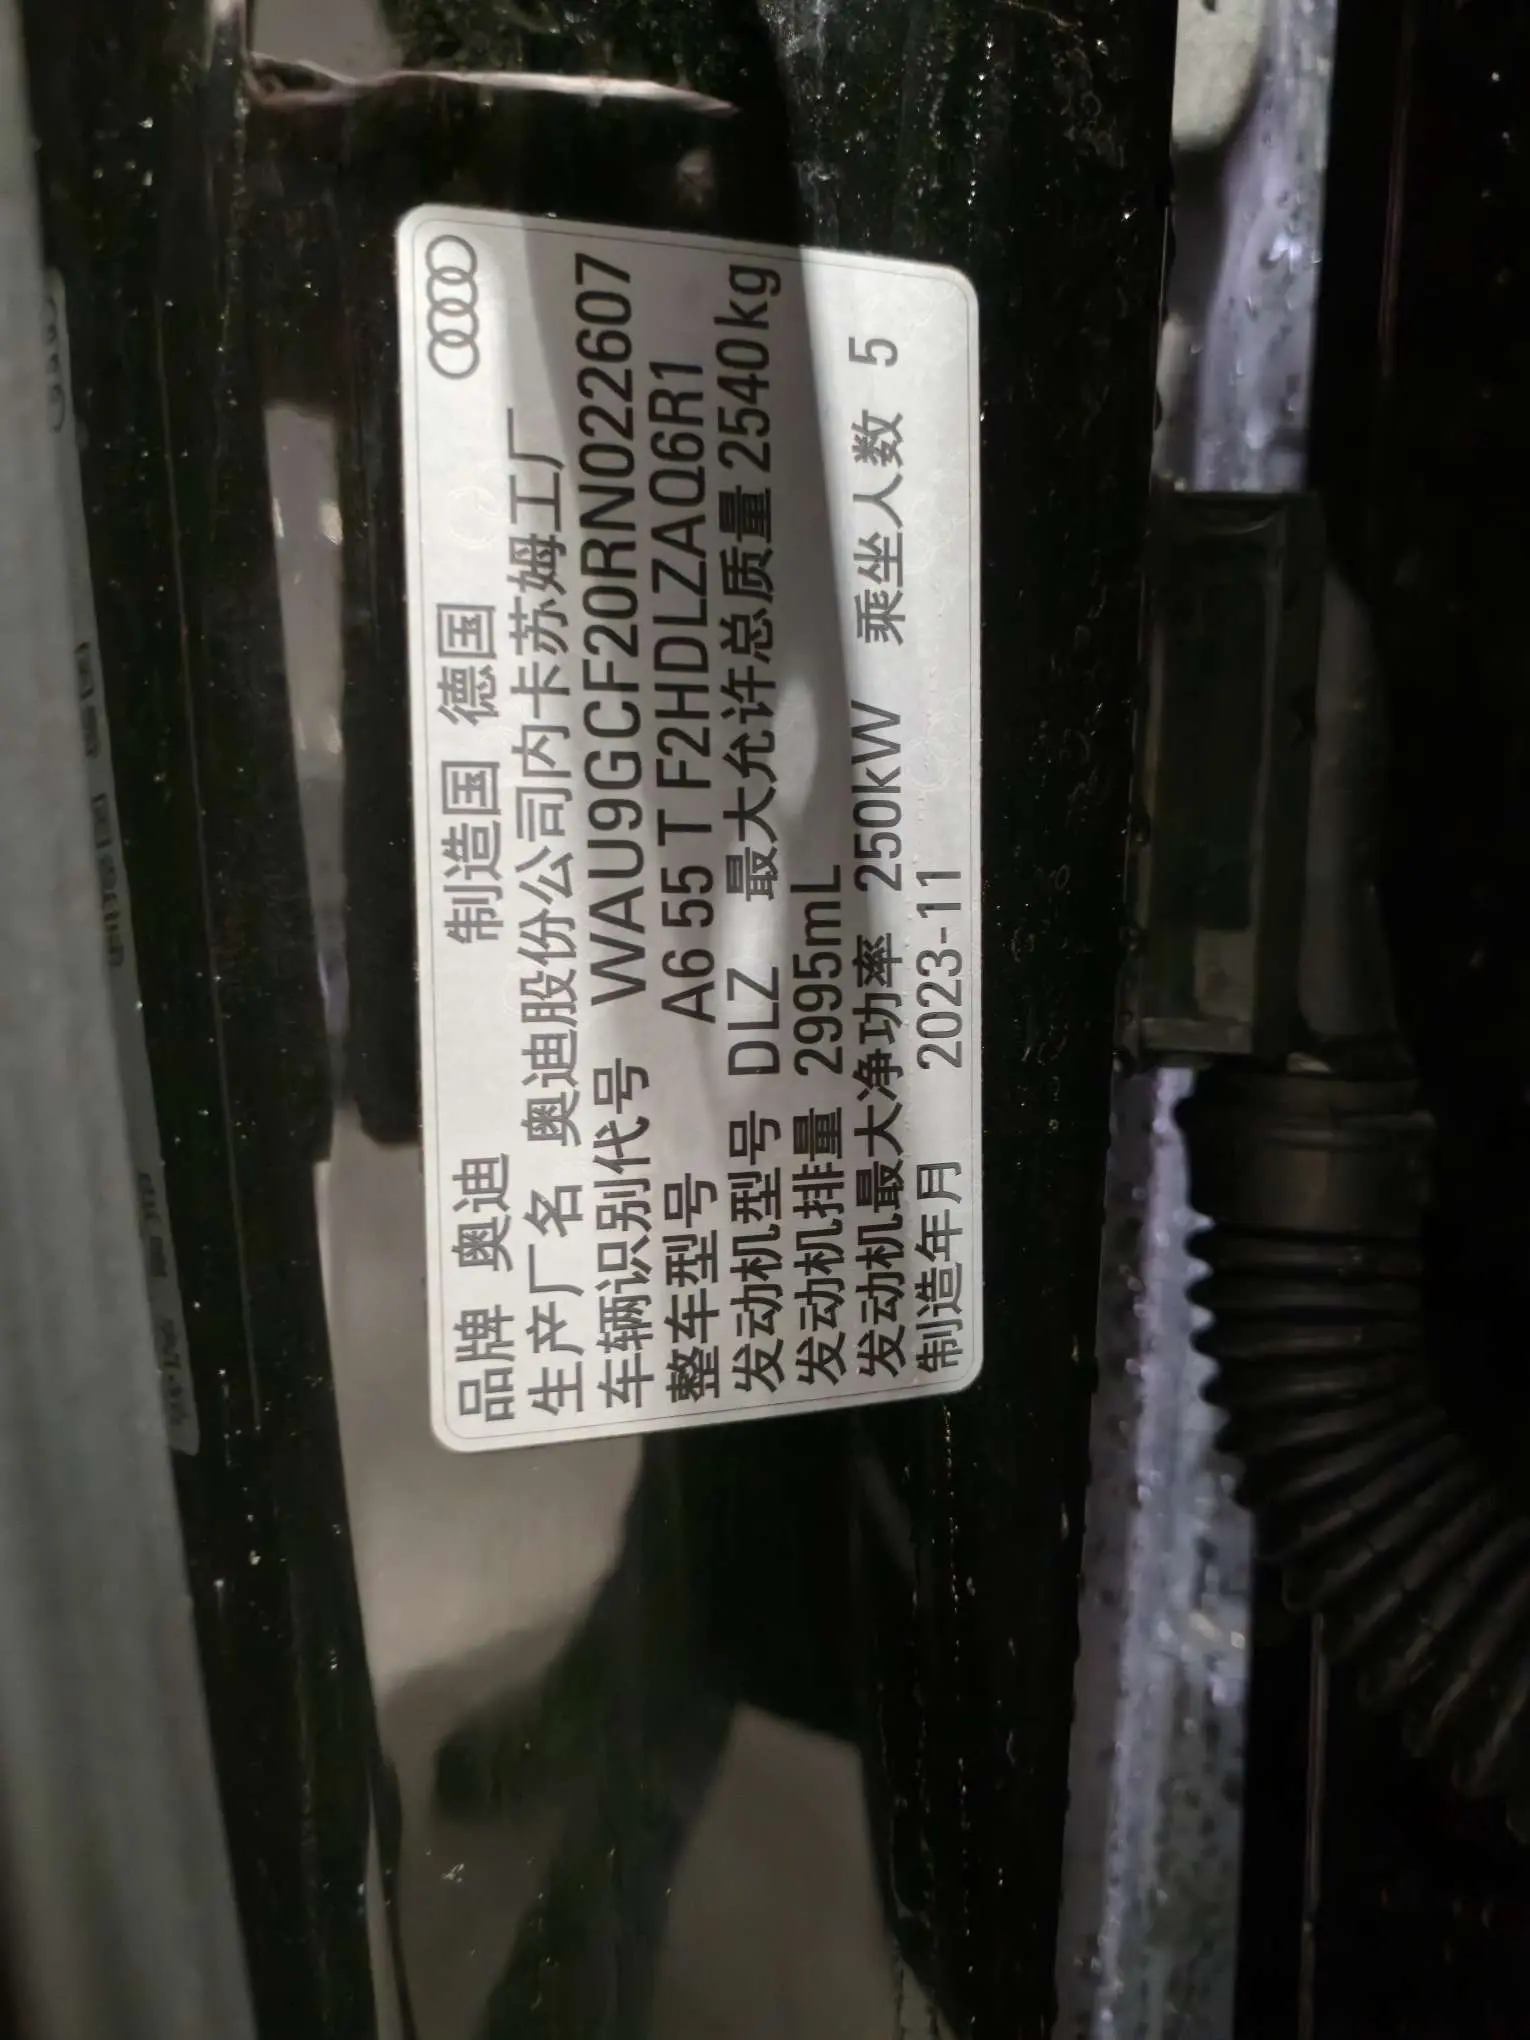 品牌 奥迪 制造国 德国
生产厂名 奥迪股份公司内卡苏姆工厂
车辆识别代号 WAU9GCF20RN022607
整车型号 A6 55 T F2HDLZAQ6R1
发动机型号 DLZ 最大允许总质量 2540kg
发动机排量 2995mL
发动机最大净功率 250kW 乘坐人数 5
制造年月 2023-11